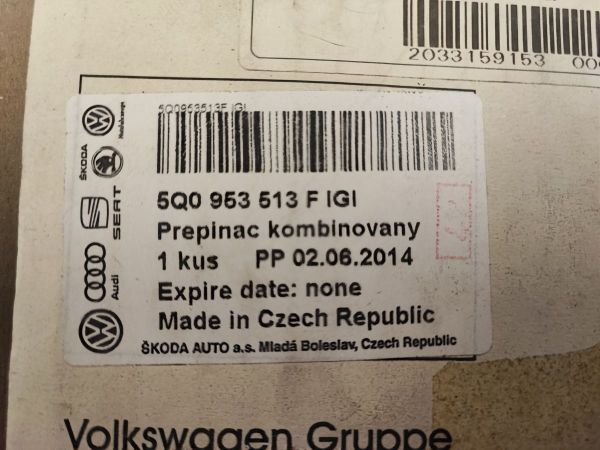 2033159153 00
5Q0953513F IGI
5Q0 953 513 F IGI
Prepinac kombinovany
1 kus PP 02.06.2014
Expire date: none
Made in Czech Republic
ŠKODA AUTO a.s. Mladá Boleslav, Czech Republic
ŠKODA
SEAT
Audi
Volkswagen Gruppe